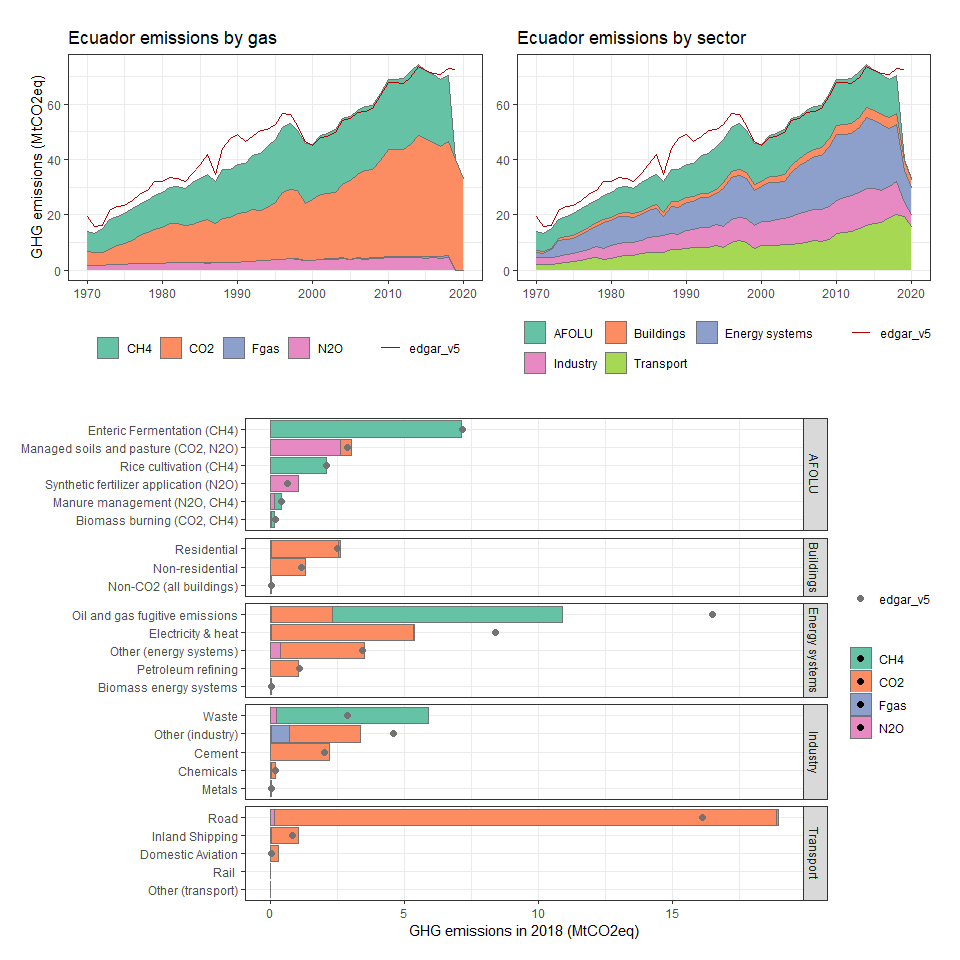 Ecuador emissions by gas
GHG emissions (MtCO2eq)
60
40
20
0
1970 1980 1990 2000 2010 2020
CH4 CO2 Fgas N2O edgar_v5
Ecuador emissions by sector
60
40
20
0
1970 1980 1990 2000 2010 2020
AFOLU Buildings Energy systems edgar_v5
Industry Transport
Enteric Fermentation (CH4)
Managed soils and pasture (CO2, N2O)
Rice cultivation (CH4)
Synthetic fertilizer application (N2O)
Manure management (N2O, CH4)
Biomass burning (CO2, CH4)
AFOLU
Residential
Non-residential
Non-CO2 (all buildings)
Buildings
Oil and gas fugitive emissions
Electricity & heat
Other (energy systems)
Petroleum refining
Biomass energy systems
Energy systems
Waste
Other (industry)
Cement
Chemicals
Metals
Industry
Road
Inland Shipping
Domestic Aviation
Rail
Other (transport)
Transport
0 5 10 15
GHG emissions in 2018 (MtCO2eq)
edgar_v5
CH4
CO2
Fgas
N2O